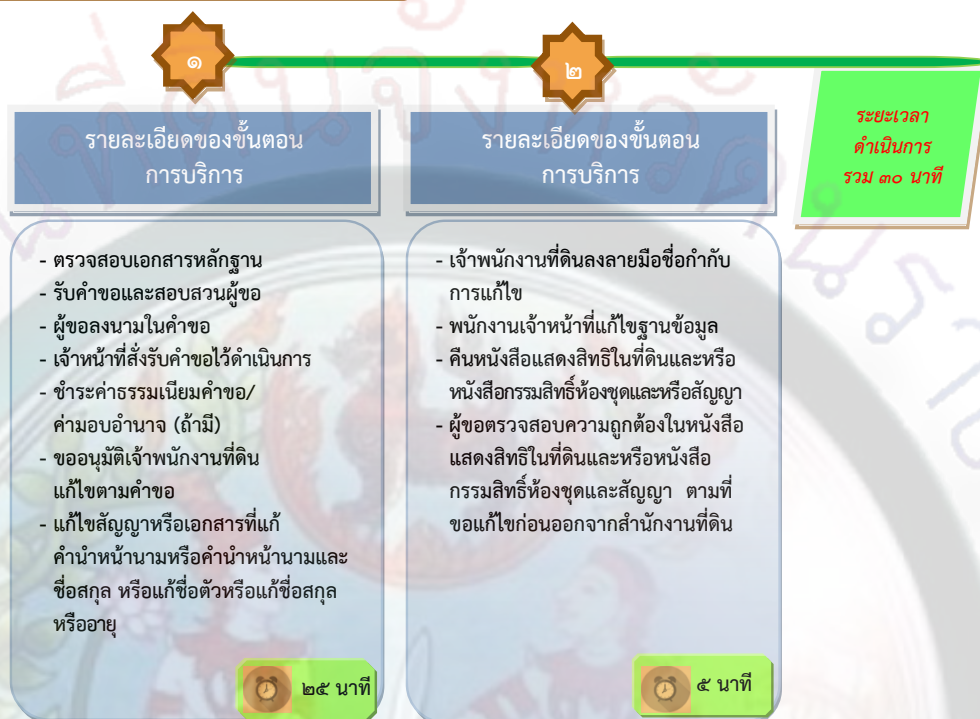 ๑
๒
รายละเอียดของขั้นตอน
การบริการ
รายละเอียดของขั้นตอน
การบริการ
ระยะเวลา
ดำเนินการ
รวม ๓๐ นาที
- ตรวจสอบเอกสารหลักฐาน
- รับคำขอและสอบสวนผู้ขอ
- ผู้ขอลงนามในคำขอ
- เจ้าหน้าที่สั่งรับคำขอไว้ดำเนินการ
- ชำระค่าธรรมเนียมคำขอ/
ค่ามอบอำนาจ (ถ้ามี)
- ขออนุมัติเจ้าพนักงานที่ดิน
แก้ไขตามคำขอ
- แก้ไขสัญญาหรือเอกสารที่แก้
คำนำหน้านามหรือคำนำหน้านามและ
ชื่อสกุล หรือแก้ชื่อตัวหรือแก้ชื่อสกุล
หรืออายุ
๒๕ นาที
- เจ้าพนักงานที่ดินลงลายมือชื่อกำกับ
การแก้ไข
- พนักงานเจ้าหน้าที่แก้ไขฐานข้อมูล
- คืนหนังสือแสดงสิทธิในที่ดินและหรือ
หนังสือกรรมสิทธิ์ห้องชุดและหรือสัญญา
- ผู้ขอตรวจสอบความถูกต้องในหนังสือ
แสดงสิทธิในที่ดินและหรือหนังสือ
กรรมสิทธิ์ห้องชุดและสัญญา ตามที่
ขอแก้ไขก่อนออกจากสำนักงานที่ดิน
๕ นาที